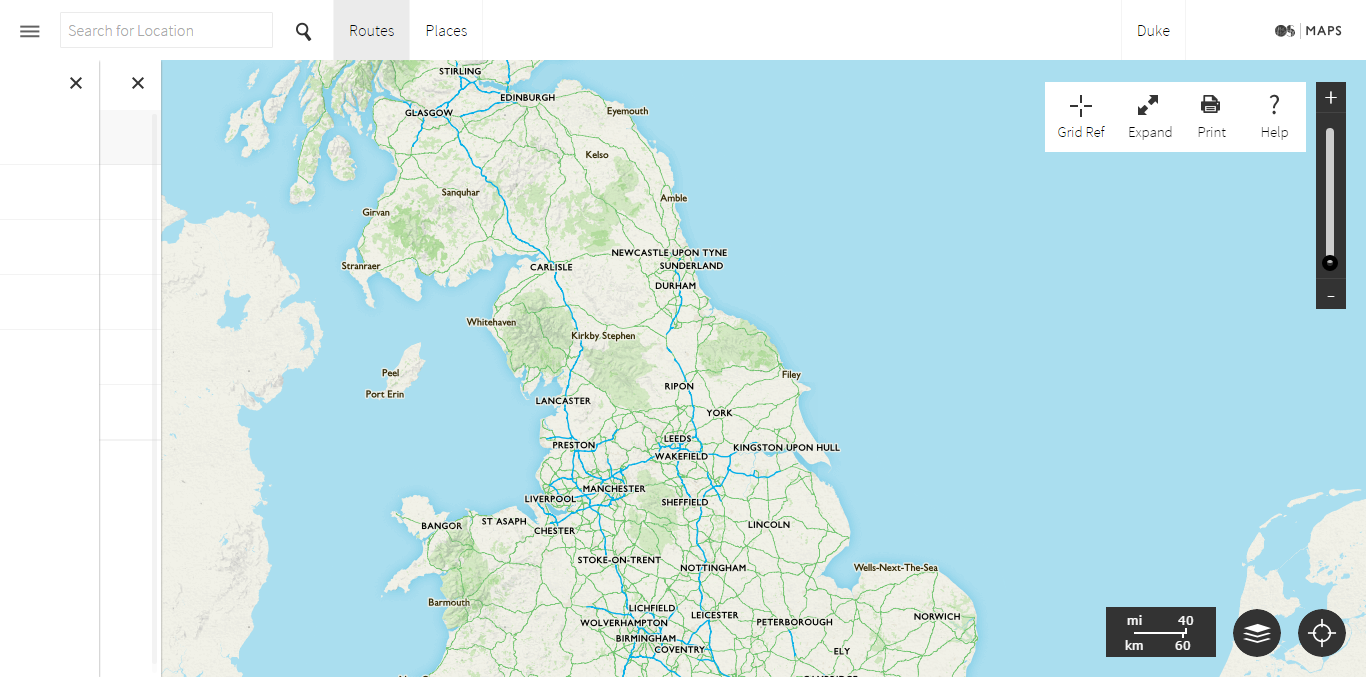 Search for Location
Routes
Places
Duke
OS MAPS
Grid Ref
Expand
Print
Help
+
-
STIRLING
EDINBURGH
GLASGOW
Eyemouth
Kelso
Sanquhar
Amble
Girvan
NEWCASTLE UPON TYNE
Stranraer
CARLISLE
SUNDERLAND
DURHAM
Whitehaven
Kirkby Stephen
Peel
Filey
RIPON
Port Erin
LANCASTER
YORK
PRESTON
LEEDS
KINGSTON UPON HULL
WAKEFIELD
MANCHESTER
LIVERPOOL
SHEFFIELD
BANGOR
ST ASAPH
CHESTER
LINCOLN
STOKE-ON-TRENT
NOTTINGHAM
Wells-Next-The-Sea
Barmouth
LICHFIELD
LEICESTER
NORWICH
WOLVERHAMPTON
PETERBOROUGH
BIRMINGHAM
COVENTRY
ELY
mi 40
km 60